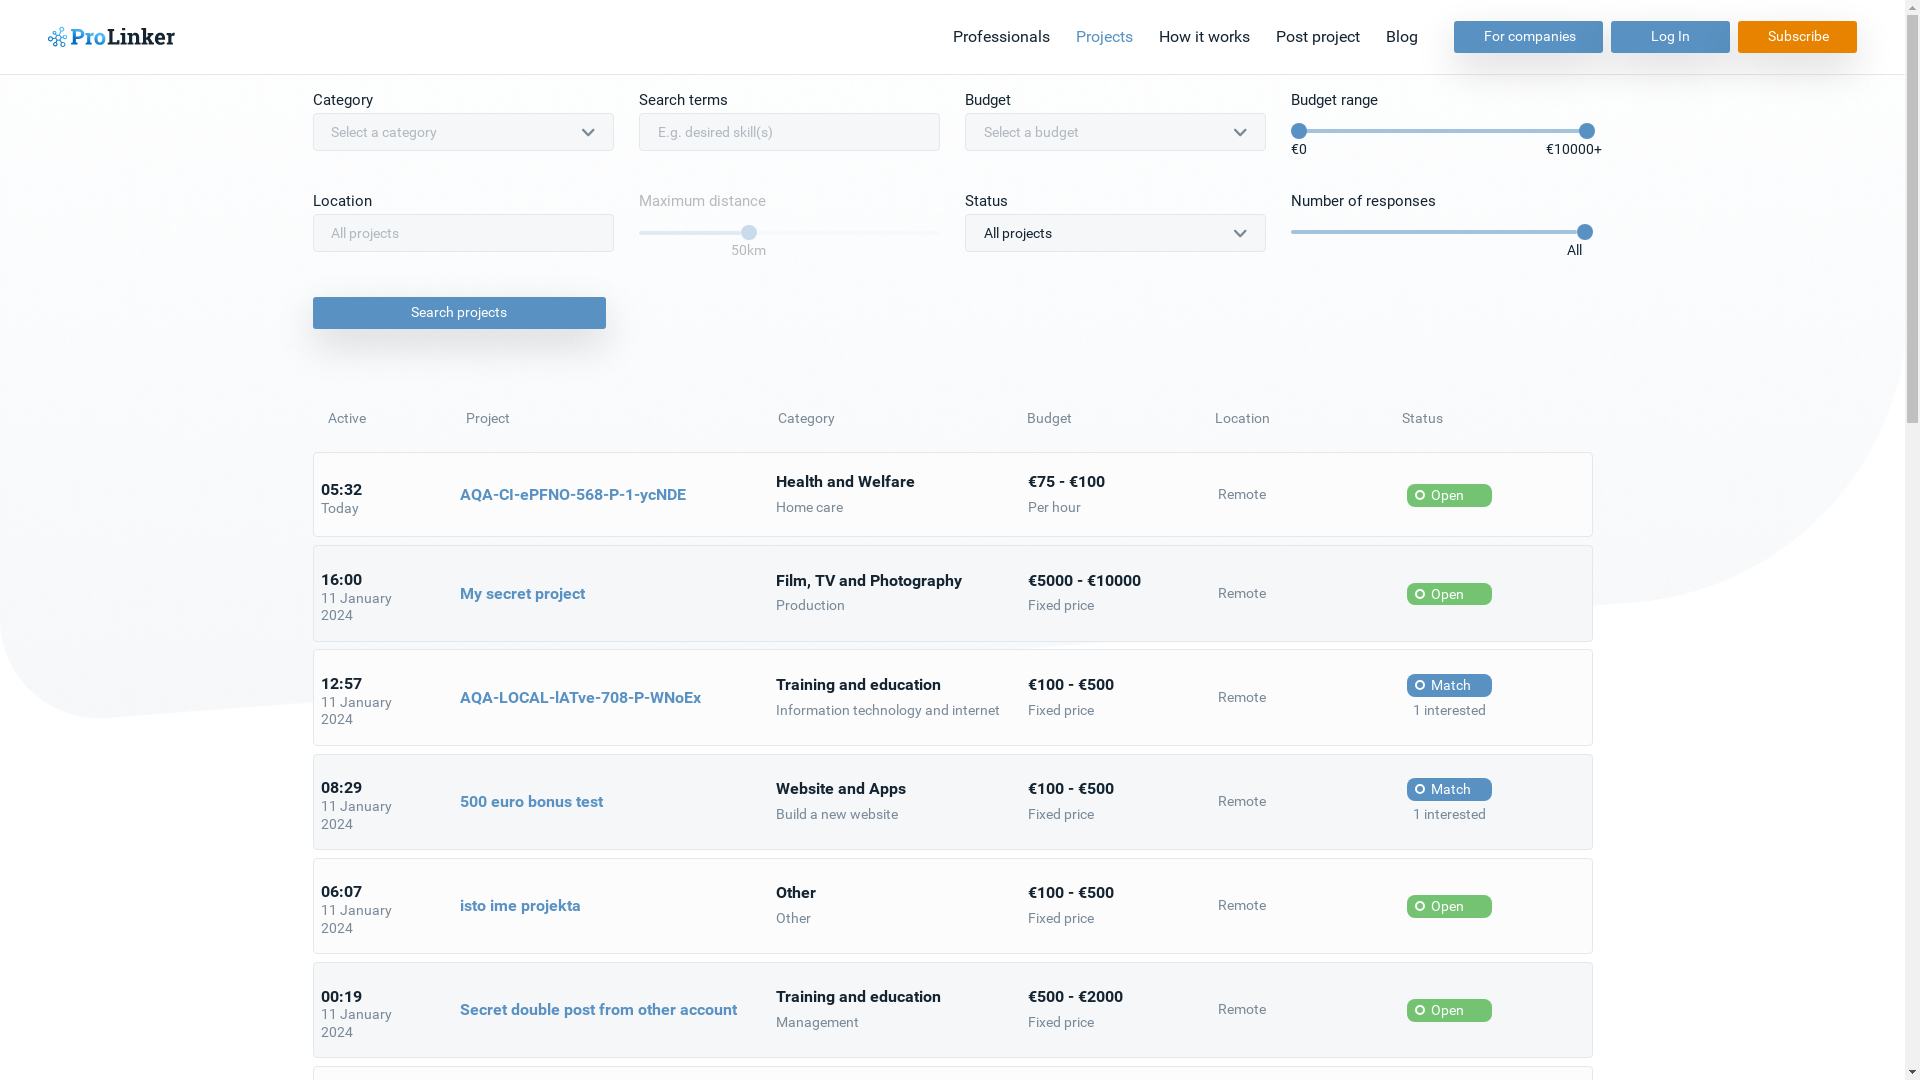 ProLinker
Professionals
Projects
How it works
Post project
Blog
For companies
Log In
Subscribe
Category
Search terms
Budget
Budget range
Select a category
E.g. desired skill(s)
Select a budget
€0
€10000+
Location
Maximum distance
Status
Number of responses
All projects
50km
All projects
All
Search projects
Active
Project
Category
Budget
Location
Status
05:32
Today
AQA-CI-ePFNO-568-P-1-ycNDE
Health and Welfare
Home care
€75 - €100
Per hour
Remote
Open
16:00
11 January
2024
My secret project
Film, TV and Photography
Production
€5000 - €10000
Fixed price
Remote
Open
12:57
11 January
2024
AQA-LOCAL-lATve-708-P-WNoEx
Training and education
Information technology and internet
€100 - €500
Fixed price
Remote
Match
1 interested
08:29
11 January
2024
500 euro bonus test
Website and Apps
Build a new website
€100 - €500
Fixed price
Remote
Match
1 interested
06:07
11 January
2024
isto ime projekta
Other
Other
€100 - €500
Fixed price
Remote
Open
00:19
11 January
2024
Secret double post from other account
Training and education
Management
€500 - €2000
Fixed price
Remote
Open